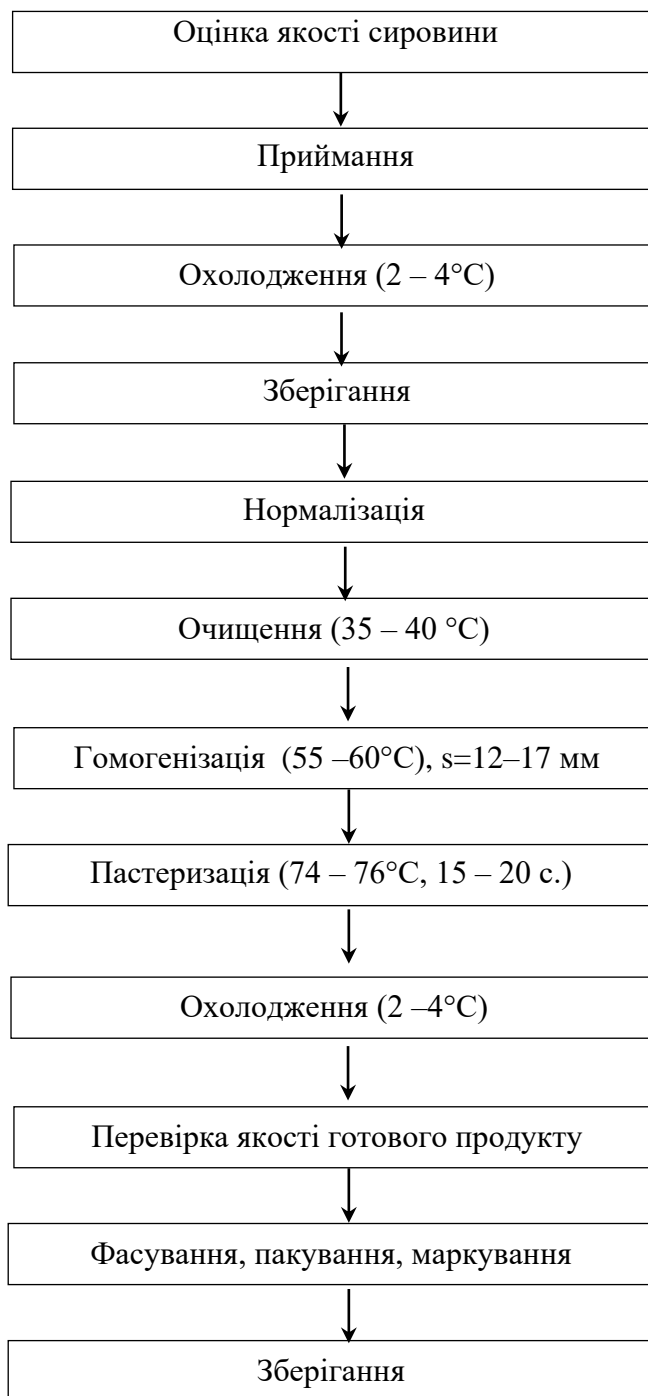 Оцінка якості сировини
Приймання
Охолодження (2 – 4°С)
Зберігання
Нормалізація
Очищення (35 – 40 °С)
Гомогенізація (55 –60°С), s=12–17 мм
Пастеризація (74 – 76°С, 15 – 20 с.)
Охолодження (2 –4°С)
Перевірка якості готового продукту
Фасування, пакування, маркування
Зберігання